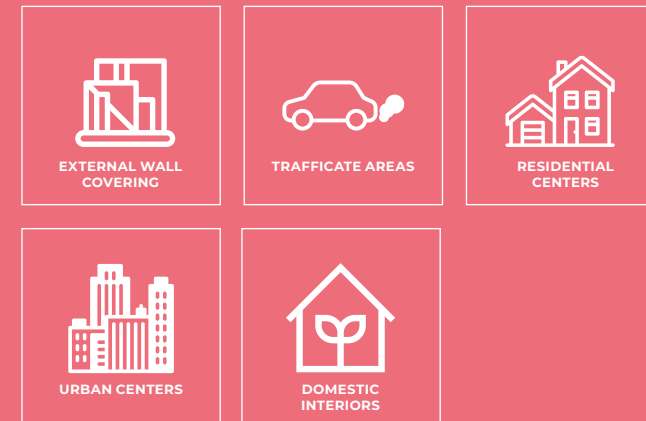 EXTERNAL WALL
COVERING
TRAFFICATE AREAS
RESIDENTIAL
CENTERS
URBAN CENTERS
DOMESTIC
INTERIORS